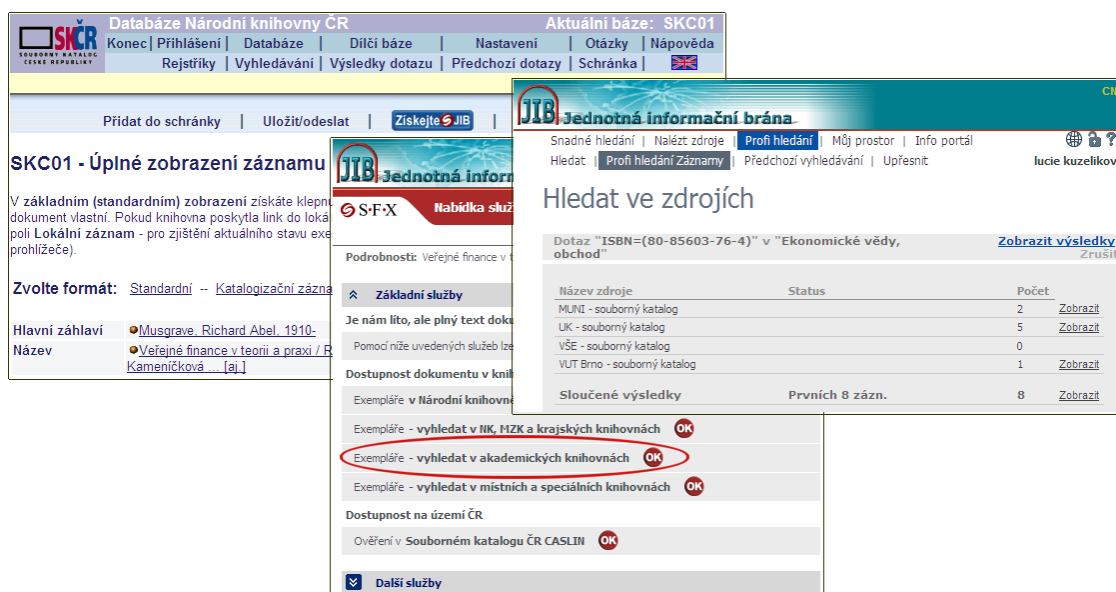 SKČR
SOUBORNÝ KATALOG
ČESKÉ REPUBLIKY
Databáze Národní knihovny ČR
Aktuální báze: SKC01
Konec | Přihlášení | Databáze | Dílčí báze | Nastavení | Otázky | Nápověda
Rejstříky | Vyhledávání | Výsledky dotazu | Předchozí dotazy | Schránka |
Přidat do schránky | Uložit/odeslat | Získejte S JIB |
SKC01 - Úplné zobrazení záznamu
V základním (standardním) zobrazení získáte klepnu
dokument vlastní. Pokud knihovna poskytla link do loká
poli Lokální záznam - pro zjištění aktuálního stavu exe
prohlížeče).
Zvolte formát: Standardní -- Katalogizační zázna
Hlavní záhlaví Musgrave, Richard Abel, 1910-
Název Veřejné finance v teorii a praxi / R
Kameníčková ... [aj.]
JIB Jednotná inform
S·F·X Nabídka služ
Podrobnosti: Veřejné finance v t
Základní služby
Je nám líto, ale plný text doku
Pomocí níže uvedených služeb lze
Dostupnost dokumentu v knih
Exempláře v Národní knihovně
Exempláře - vyhledat v NK, MZK a krajských knihovnách OK
Exempláře - vyhledat v akademických knihovnách OK
Exempláře - vyhledat v místních a speciálních knihovnách OK
Dostupnost na území ČR
Ověření v Souborném katalogu ČR CASLIN OK
Další služby
JIB Jednotná informační brána
Snadné hledání | Nalézt zdroje | Profi hledání | Můj prostor | Info portál
Hledat | Profi hledání Záznamy | Předchozí vyhledávání | Upřesnit
lucie kuzelikov
Hledat ve zdrojích
Dotaz "ISBN=(80-85603-76-4)" v "Ekonomické vědy,
obchod"
Zobrazit výsledky
Zrušit
Název zdroje Status Počet
MUNI - souborný katalog 2 Zobrazit
UK - souborný katalog 5 Zobrazit
VŠE - souborný katalog 0
VUT Brno - souborný katalog 1 Zobrazit
Sloučené výsledky Prvních 8 zázn. 8 Zobrazit